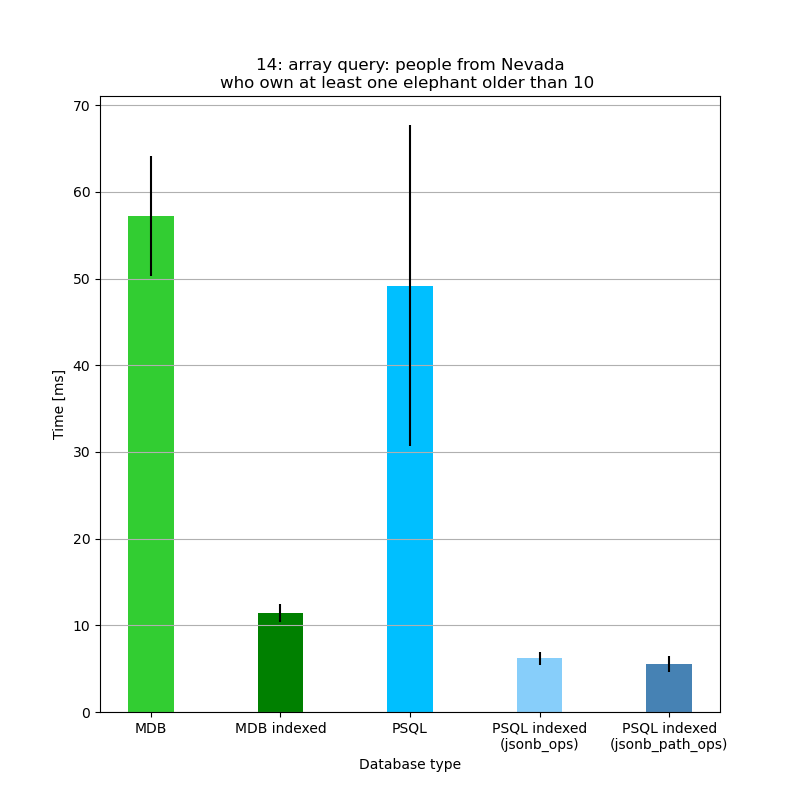 14: array query: people from Nevada
who own at least one elephant older than 10
70
60
50
40
30
20
10
0
Time [ms]
MDB
MDB indexed
PSQL
PSQL indexed
(jsonb_ops)
PSQL indexed
(jsonb_path_ops)
Database type